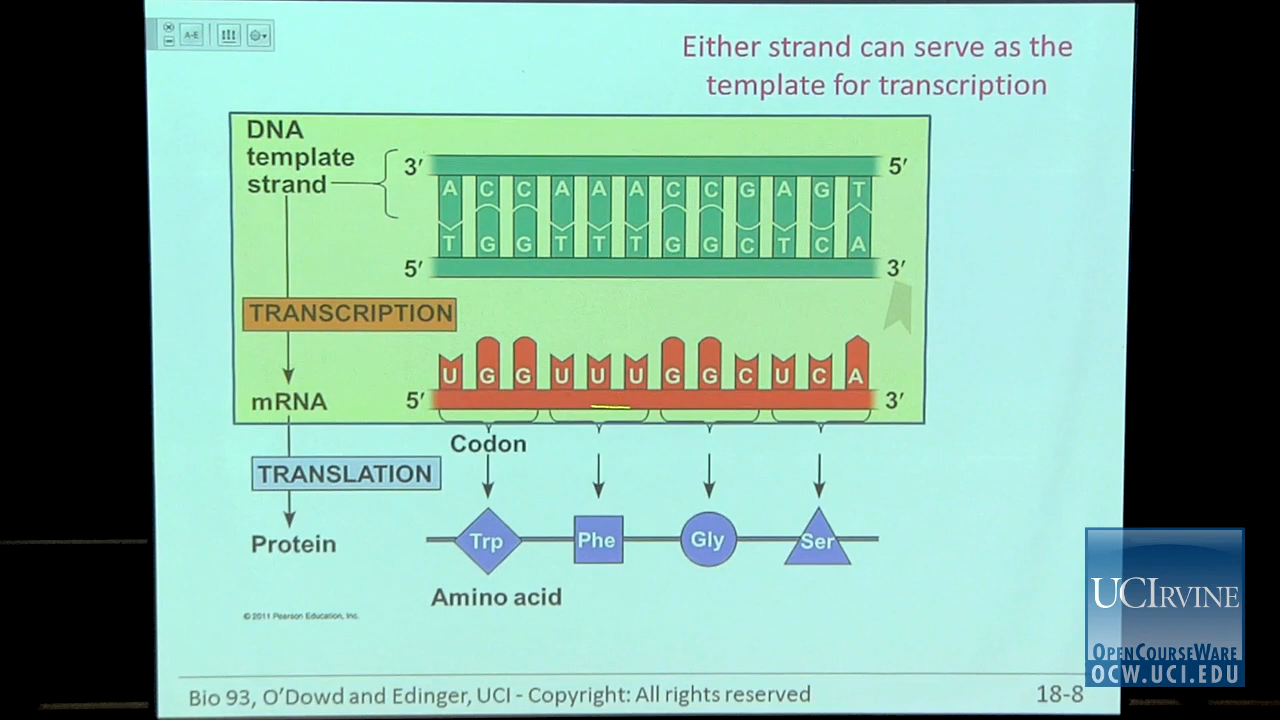 A-E
Either strand can serve as the
template for transcription
DNA
template
strand
3′ 5′
A C C A A A C C G A G T
T G G T T T G G C T C A
5′ 3′
TRANSCRIPTION
U G G U U U G G C U C A
mRNA 5′ 3′
Codon
TRANSLATION
Trp Phe Gly Ser
Protein
Amino acid
© 2011 Pearson Education, Inc.
Bio 93, O'Dowd and Edinger, UCI - Copyright: All rights reserved 18-8
UCIRVINE
OPENCOURSEWARE
OCW.UCI.EDU